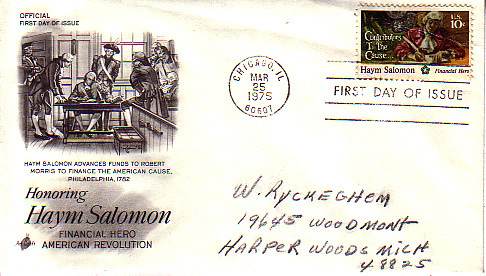 OFFICIAL
FIRST DAY OF ISSUE
Contributors
To The
Cause...
U.S.
10c
Haym Salomon Financial Hero
CHICAGO, IL
MAR
25
1975
60607
FIRST DAY OF ISSUE
HAYM SALOMON ADVANCES FUNDS TO ROBERT
MORRIS TO FINANCE THE AMERICAN CAUSE,
PHILADELPHIA, 1782
Honoring
Haym Salomon
FINANCIAL HERO
AMERICAN REVOLUTION
W. RYCKEGHEM
19645 WOODMONT
HARPER WOODS MICH
48225